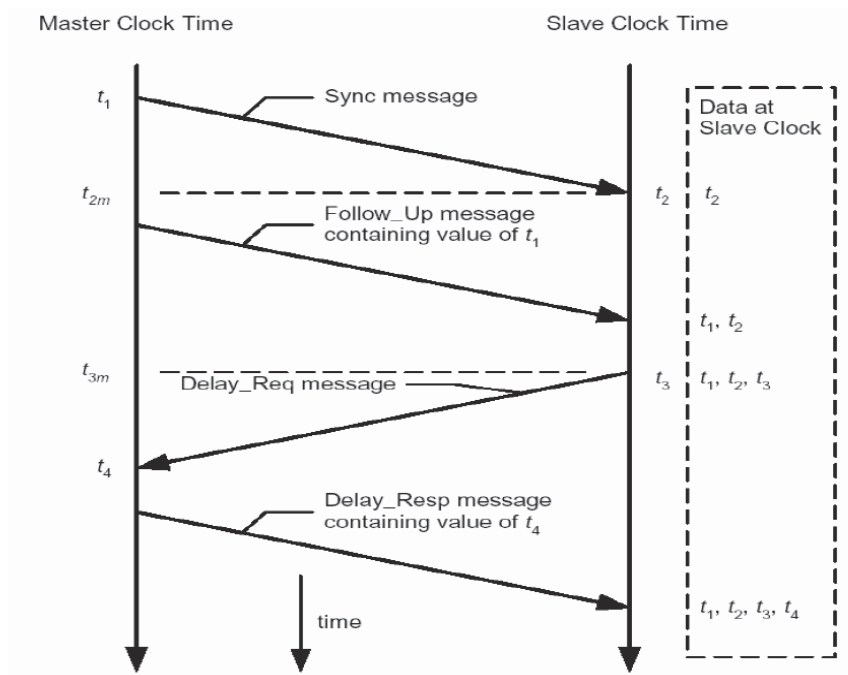 Master Clock Time
Slave Clock Time
t1
Sync message
Data at
Slave Clock
t2m
t2
t2
Follow_Up message
containing value of t1
t1, t2
t3m
Delay_Req message
t3
t1, t2, t3
t4
Delay_Resp message
containing value of t4
t1, t2, t3, t4
time